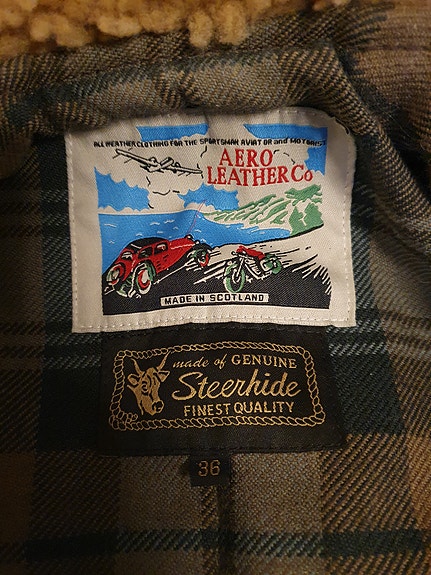 ALL WEATHER CLOTHING FOR THE SPORTSMAN AVIATOR and MOTORIST
AERO
LEATHER Co
MADE IN SCOTLAND
made of GENUINE
Steerhide
FINEST QUALITY
36